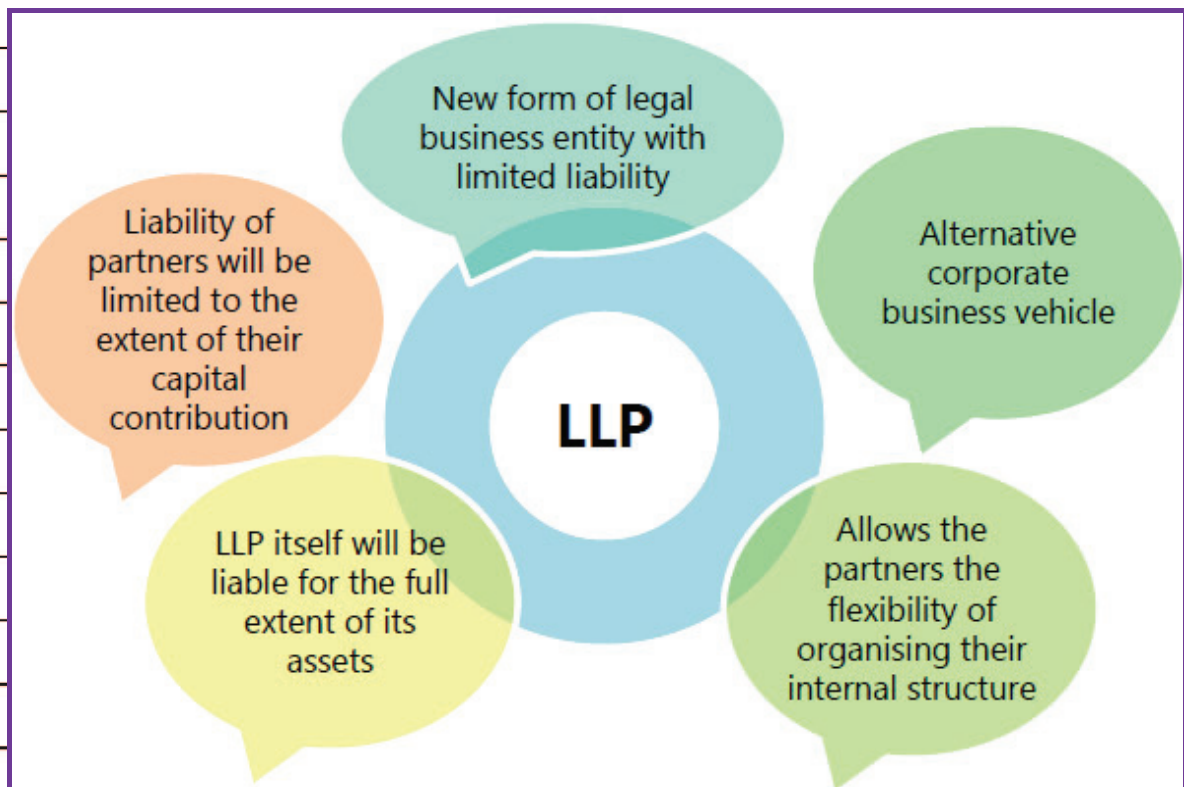 New form of legal
business entity with
limited liability
Alternative
corporate
business vehicle
Liability of
partners will be
limited to the
extent of their
capital
contribution
LLP
LLP itself will be
liable for the full
extent of its
assets
Allows the
partners the
flexibility of
organising their
internal structure